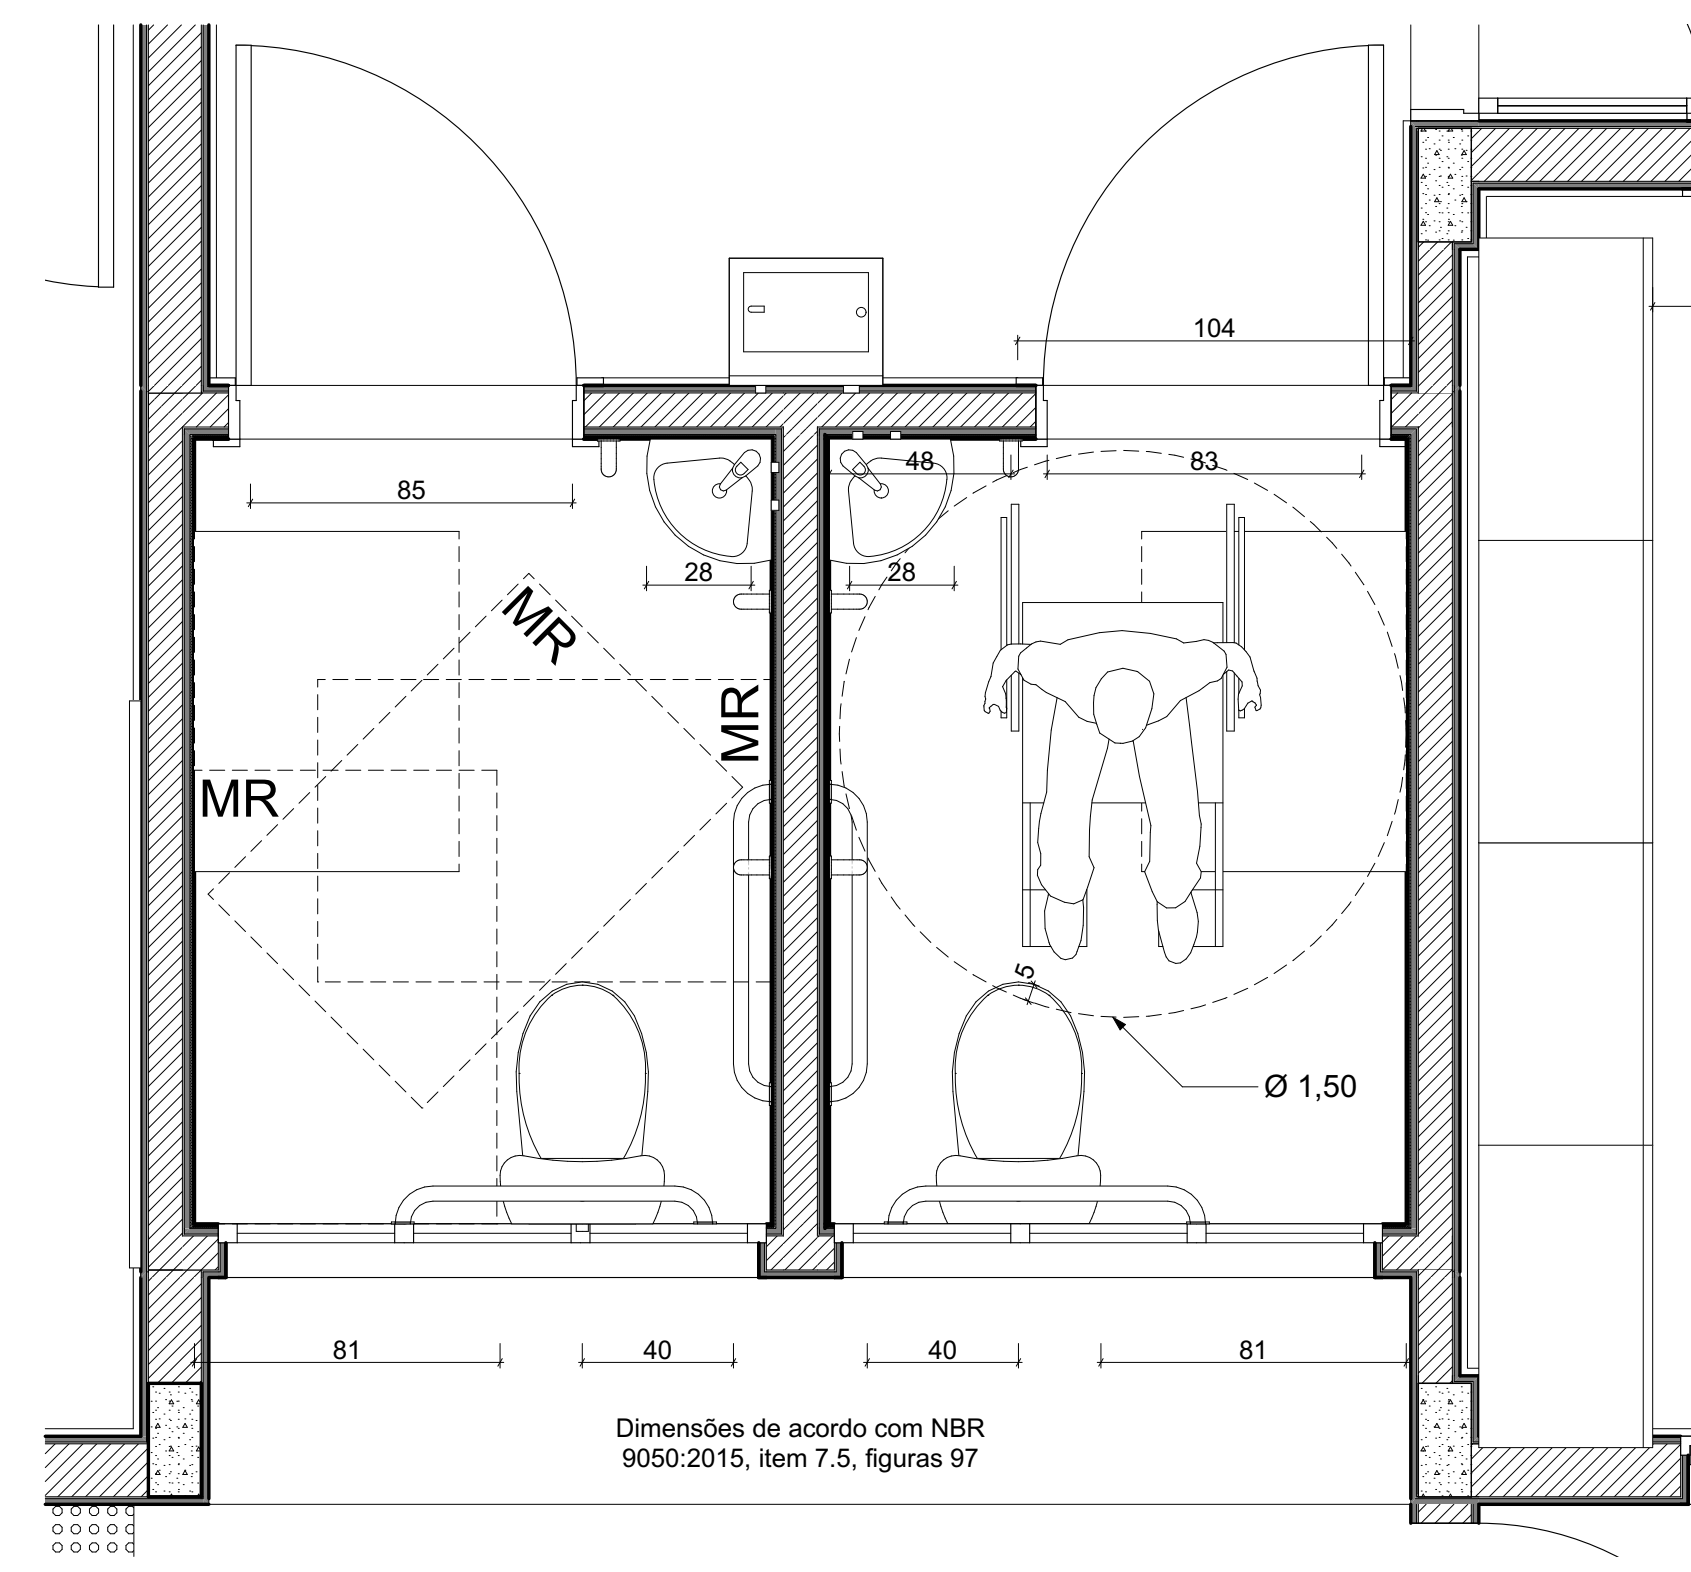 104
48
83
85
28
28
MR
MR
MR
5
Ø 1,50
81
40
40
81
Dimensões de acordo com NBR
9050:2015, item 7.5, figuras 97